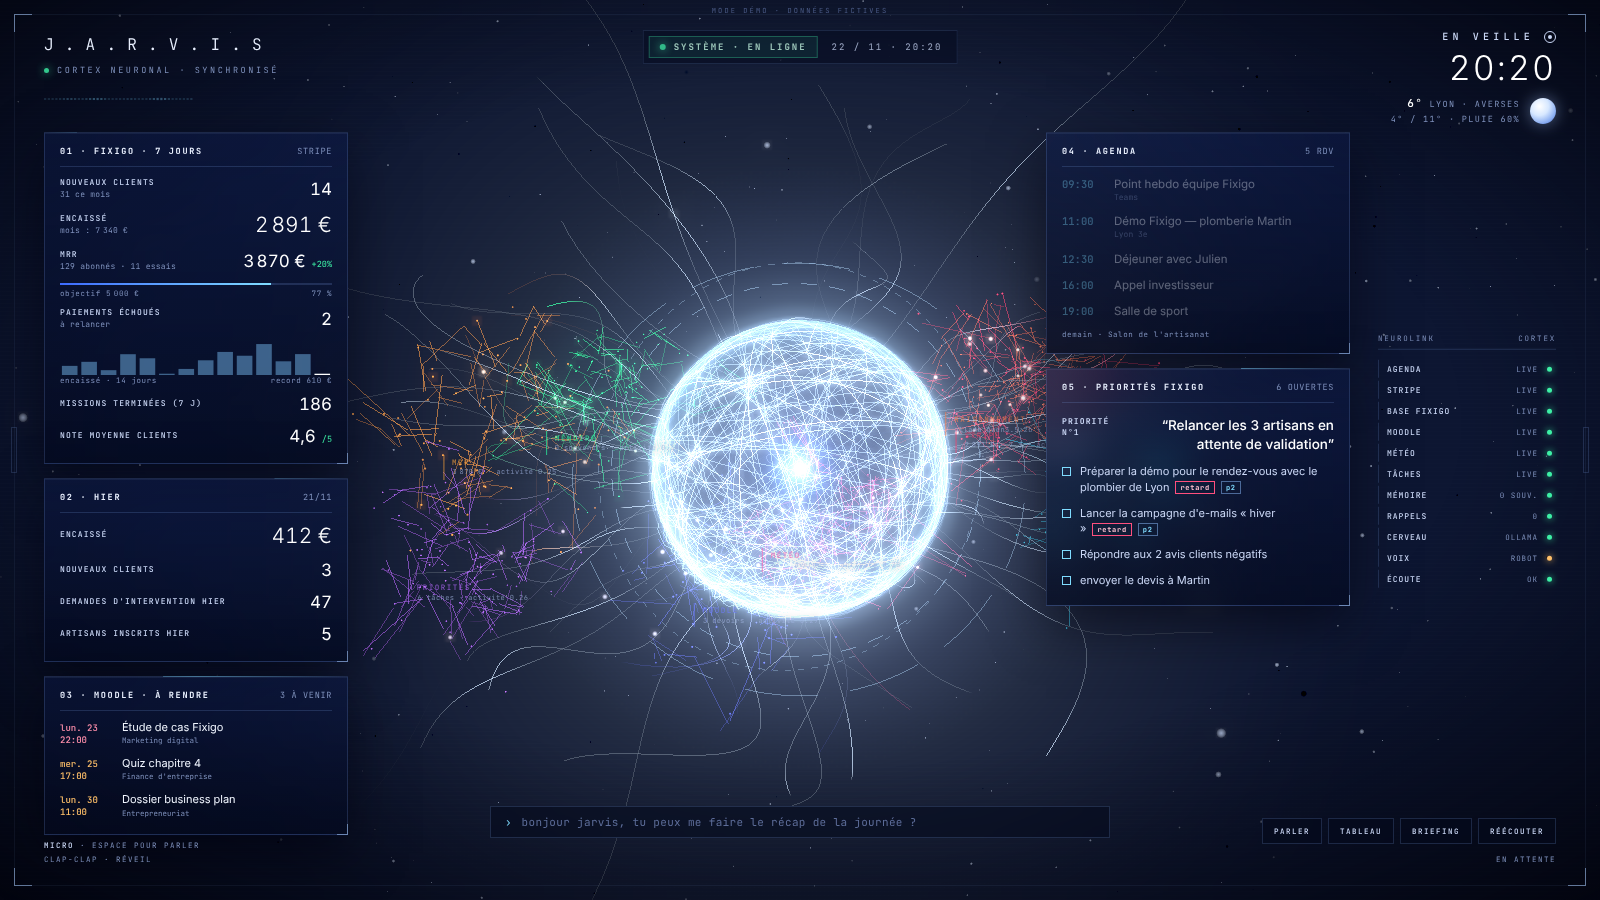 MODE DÉMO · DONNÉES FICTIVES
J.A.R.V.I.S
CORTEX NEURONAL · SYNCHRONISÉ
SYSTÈME · EN LIGNE
22 / 11 · 20:20
EN VEILLE
20:20
6° LYON · AVERSES
4° / 11° · PLUIE 60%
01 · FIXIGO · 7 JOURS
STRIPE
NOUVEAUX CLIENTS
31 ce mois
14
ENCAISSÉ
mois : 7 340 €
2 891 €
MRR
129 abonnés · 11 essais
3 870 € +20%
objectif 5 000 €
77 %
PAIEMENTS ÉCHOUÉS
à relancer
2
encaissé · 14 jours
record 610 €
MISSIONS TERMINÉES (7 J)
186
NOTE MOYENNE CLIENTS
4,6 /5
02 · HIER
21/11
ENCAISSÉ
412 €
NOUVEAUX CLIENTS
3
DEMANDES D'INTERVENTION HIER
47
ARTISANS INSCRITS HIER
5
03 · MOODLE · À RENDRE
3 À VENIR
lun. 23
22:00
Étude de cas Fixigo
Marketing digital
mer. 25
17:00
Quiz chapitre 4
Finance d'entreprise
lun. 30
11:00
Dossier business plan
Entrepreneuriat
MICRO · ESPACE POUR PARLER
CLAP-CLAP · RÉVEIL
PRIORITÉS
6 tâches · activité 0.26
04 · AGENDA
5 RDV
09:30
Point hebdo équipe Fixigo
Teams
11:00
Démo Fixigo — plomberie Martin
Lyon 3e
12:30
Déjeuner avec Julien
16:00
Appel investisseur
19:00
Salle de sport
demain · Salon de l'artisanat
05 · PRIORITÉS FIXIGO
6 OUVERTES
PRIORITÉ
N°1
“Relancer les 3 artisans en
attente de validation”
Préparer la démo pour le rendez-vous avec le
plombier de Lyon retard p2
Lancer la campagne d'e-mails « hiver
» retard p2
Répondre aux 2 avis clients négatifs
envoyer le devis à Martin
NEUROLINK
CORTEX
AGENDA
LIVE
STRIPE
LIVE
BASE FIXIGO
LIVE
MOODLE
LIVE
MÉTÉO
LIVE
TÂCHES
LIVE
MÉMOIRE
0 SOUV.
RAPPELS
0
CERVEAU
OLLAMA
VOIX
ROBOT
ÉCOUTE
OK
› bonjour jarvis, tu peux me faire le récap de la journée ?
PARLER
TABLEAU
BRIEFING
RÉÉCOUTER
EN ATTENTE